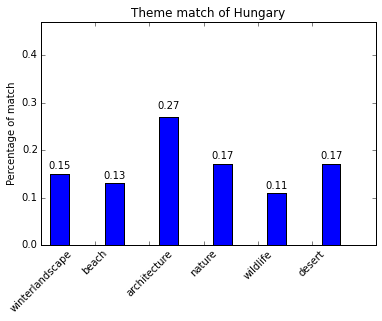 Theme match of Hungary
Percentage of match
0.4
0.3
0.2
0.1
0.0
0.15
0.13
0.27
0.17
0.11
0.17
winterlandscape
beach
architecture
nature
wildlife
desert